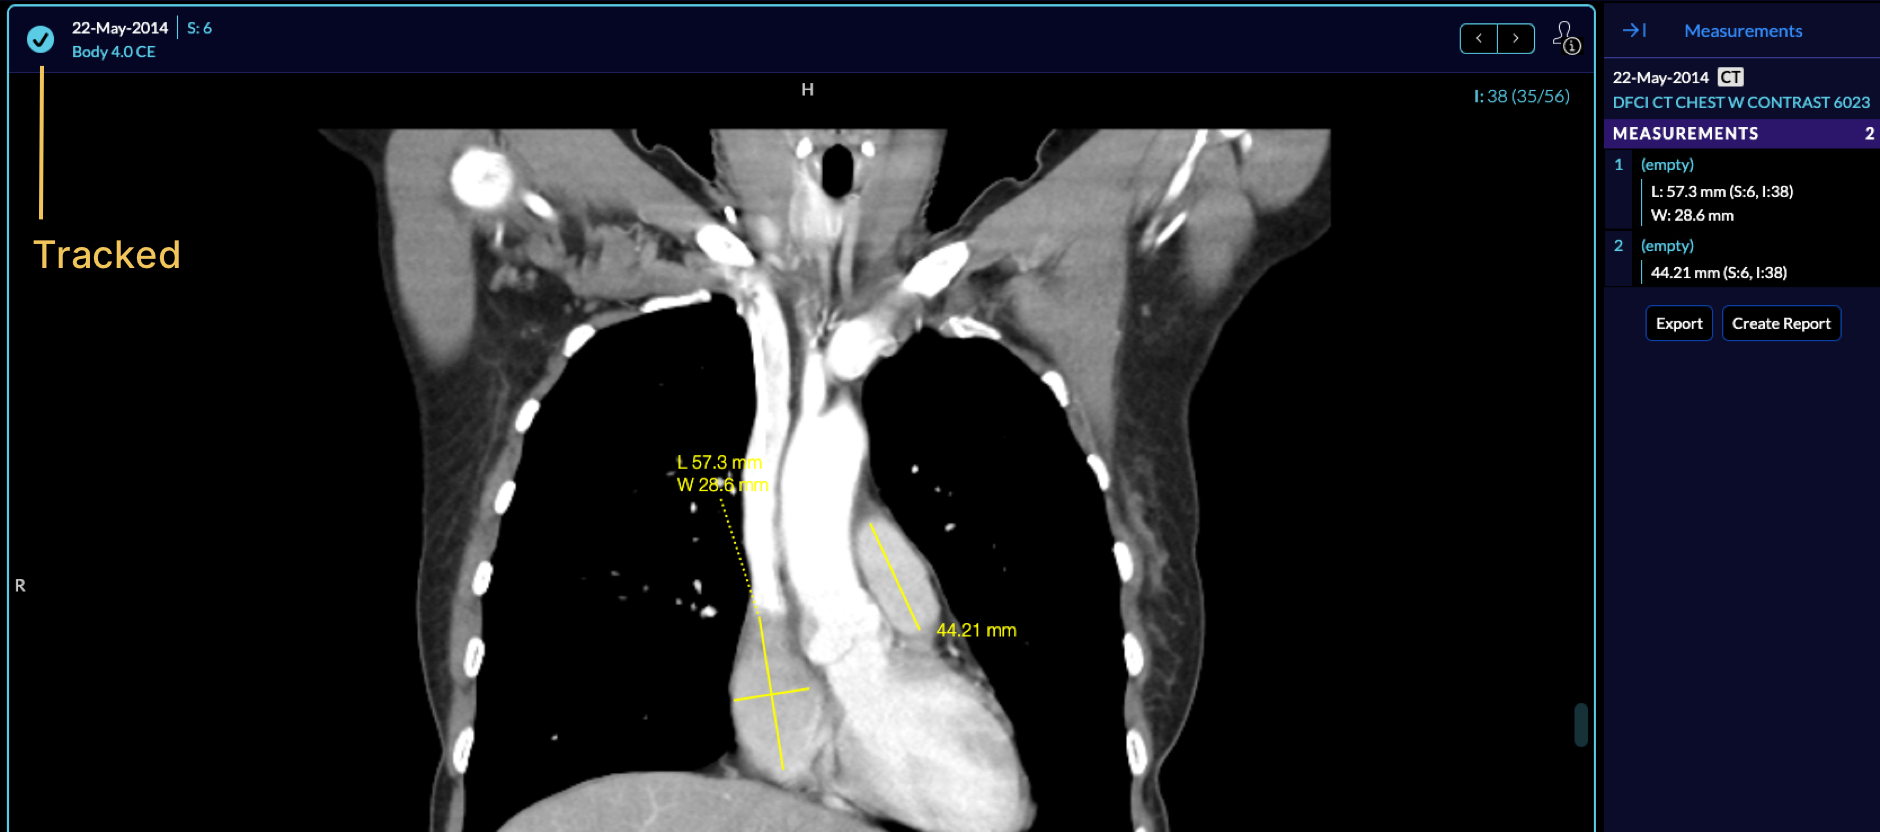 22-May-2014 S: 6
Body 4.0 CE
< >
H
I: 38 (35/56)
Tracked
R
L 57.3 mm
W 28.6 mm
44.21 mm
Measurements
22-May-2014 CT
DFCI CT CHEST W CONTRAST 6023
MEASUREMENTS 2
1 (empty)
L: 57.3 mm (S:6, I:38)
W: 28.6 mm
2 (empty)
44.21 mm (S:6, I:38)
Export Create Report